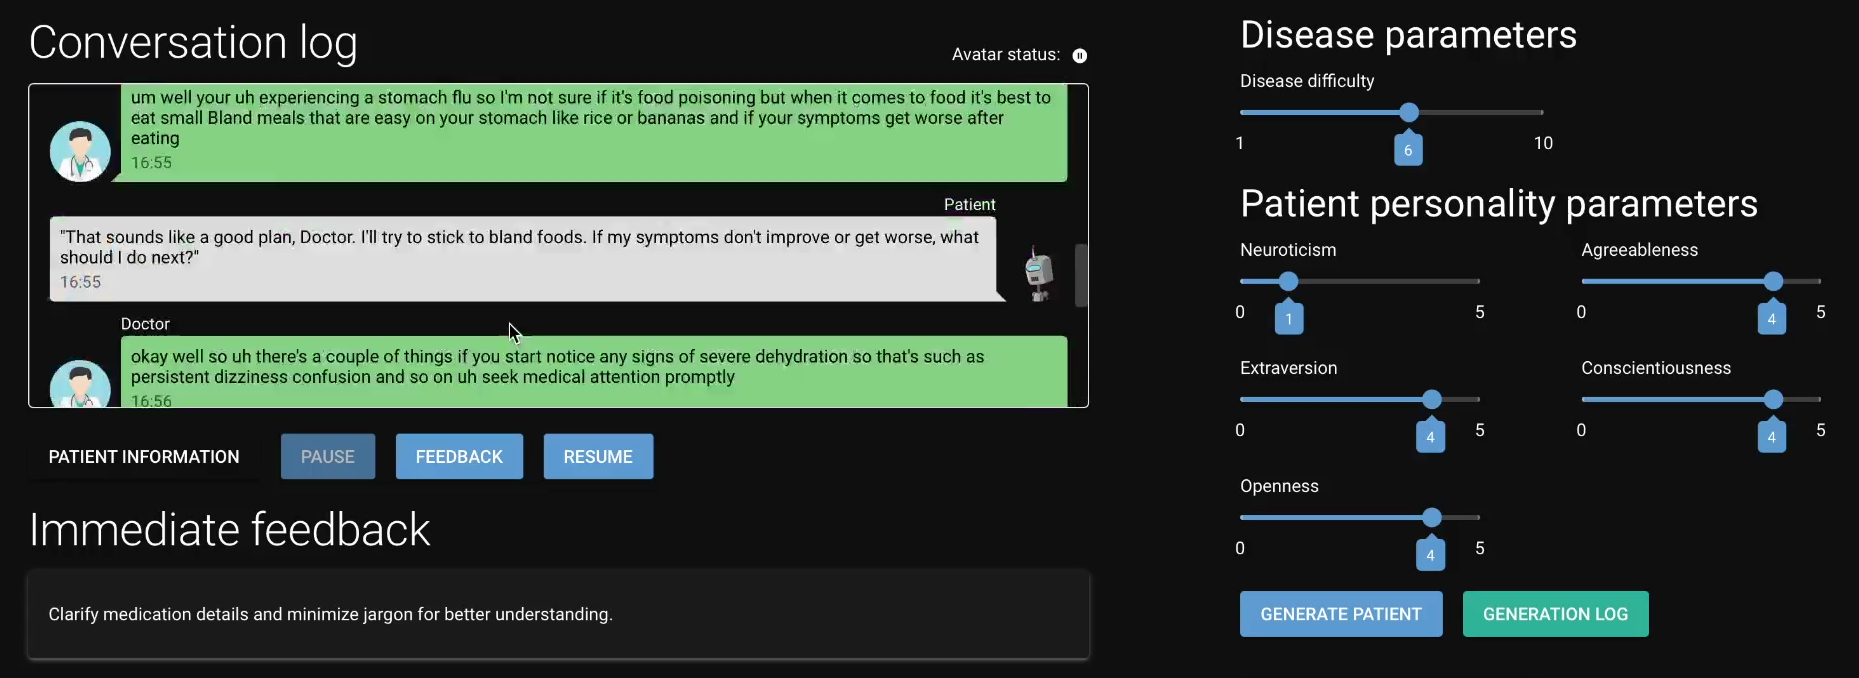 Conversation log
Avatar status:
um well your uh experiencing a stomach flu so I'm not sure if it's food poisoning but when it comes to food it's best to
eat small Bland meals that are easy on your stomach like rice or bananas and if your symptoms get worse after
eating
16:55
Patient
"That sounds like a good plan, Doctor. I'll try to stick to bland foods. If my symptoms don't improve or get worse, what
should I do next?"
16:55
Doctor
okay well so uh there's a couple of things if you start notice any signs of severe dehydration so that's such as
persistent dizziness confusion and so on uh seek medical attention promptly
16:56
PATIENT INFORMATION
PAUSE
FEEDBACK
RESUME
Immediate feedback
Clarify medication details and minimize jargon for better understanding.
Disease parameters
Disease difficulty
1
10
6
Patient personality parameters
Neuroticism
0
5
1
Agreeableness
0
5
4
Extraversion
0
5
4
Conscientiousness
0
5
4
Openness
0
5
4
GENERATE PATIENT
GENERATION LOG